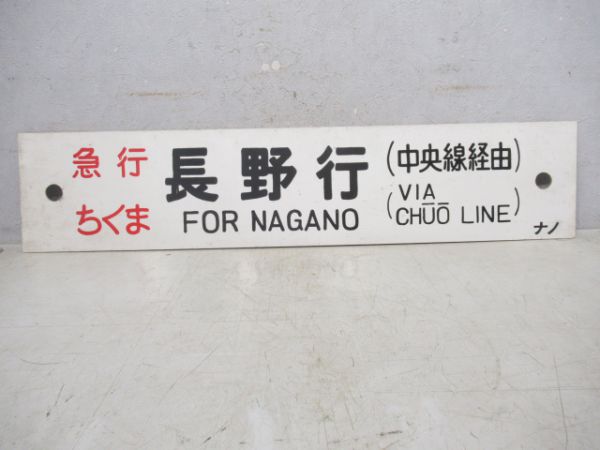 急行
ちくま
長野行
FOR NAGANO
(中央線経由)
(VIA
CHŪŌ LINE)
ナノ